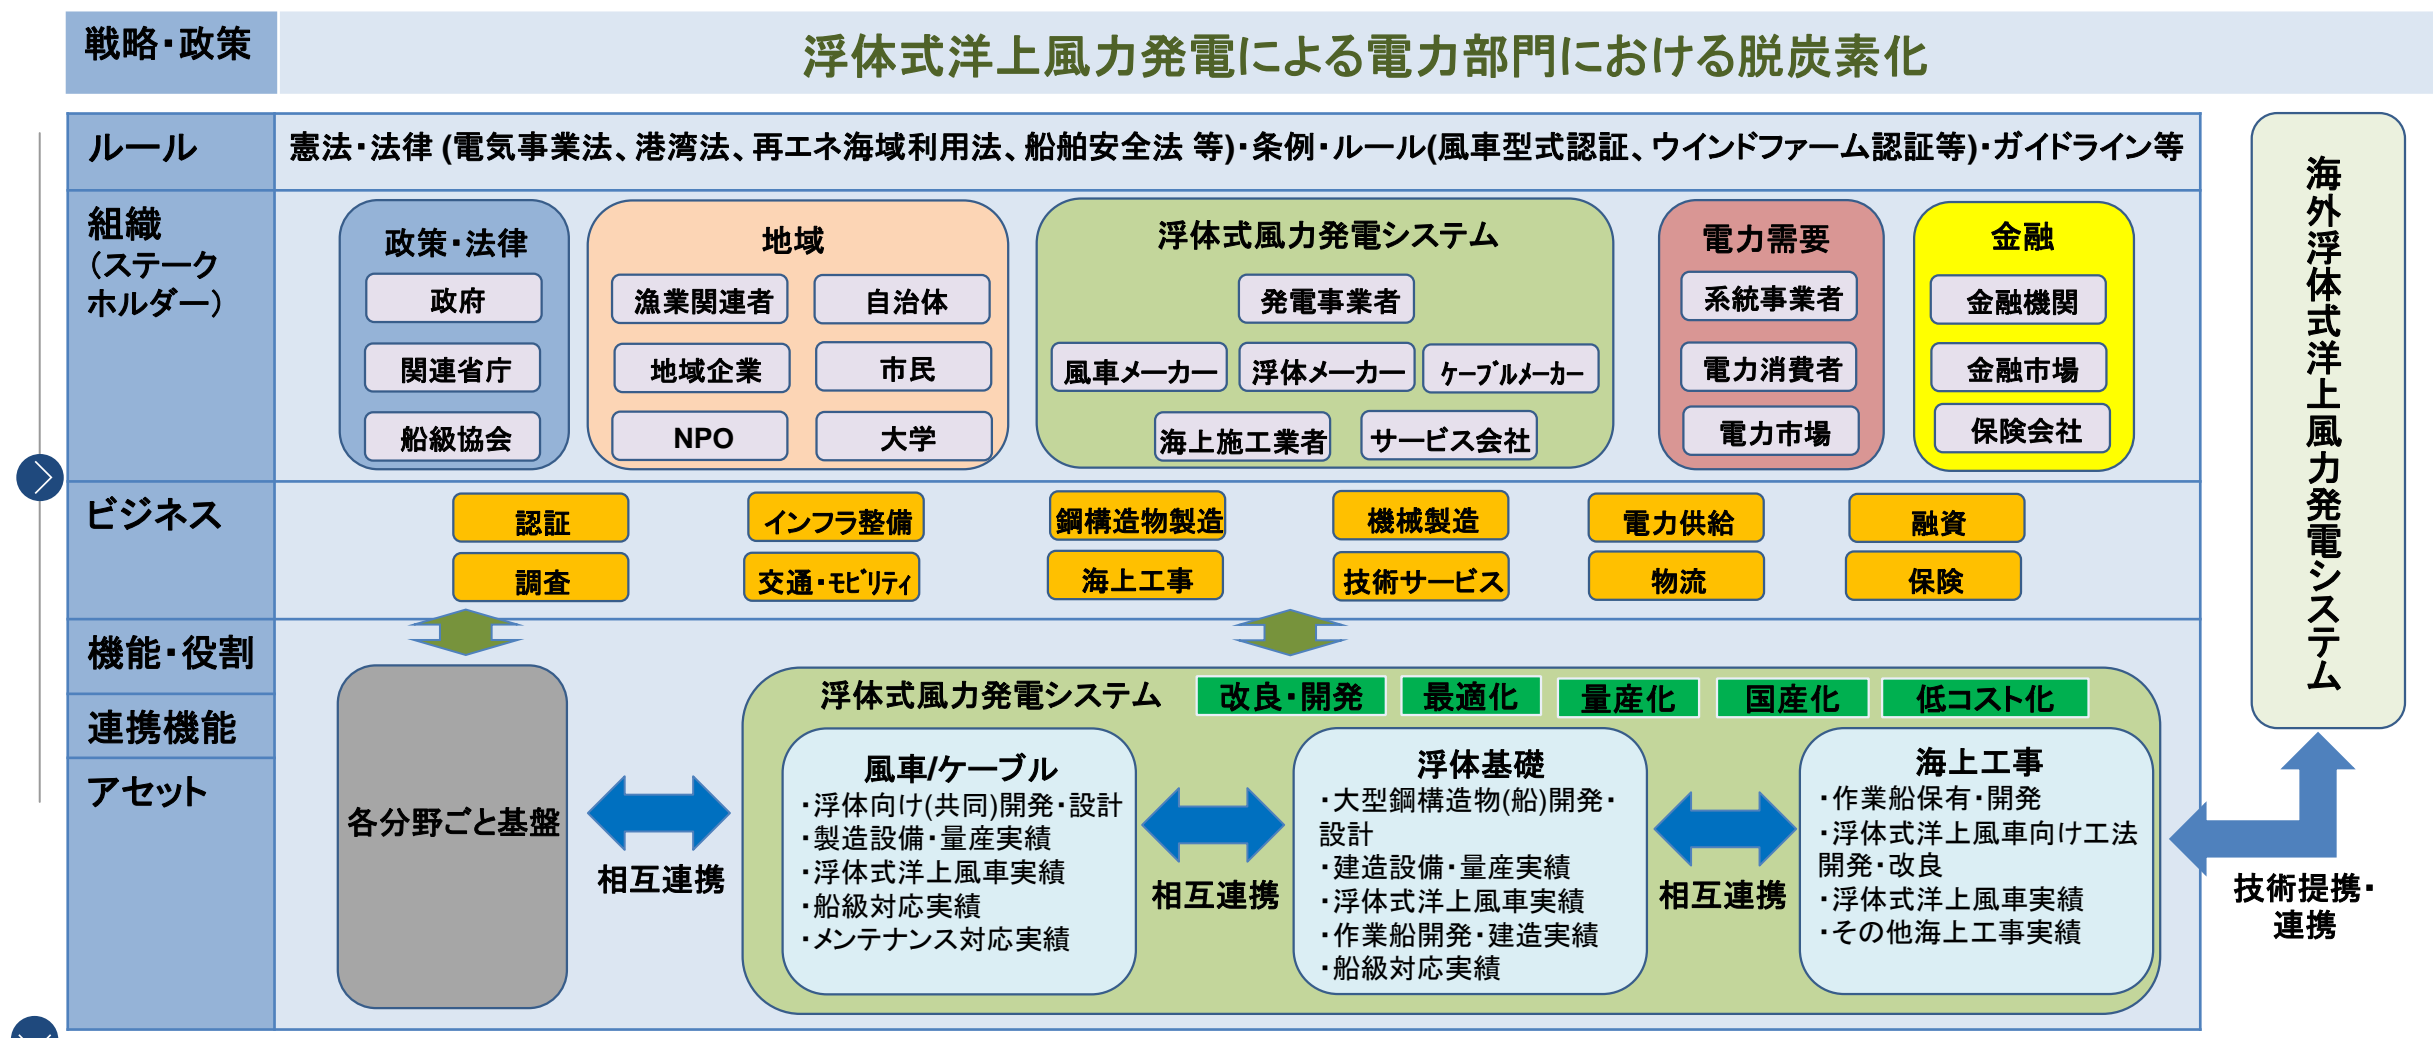 戦略・政策
浮体式洋上風力発電による電力部門における脱炭素化
ルール
憲法・法律 (電気事業法、港湾法、再エネ海域利用法、船舶安全法 等)・条例・ルール(風車型式認証、ウインドファーム認証等)・ガイドライン等
組織
（ステーク
ホルダー）
政策・法律
政府
関連省庁
船級協会
地域
漁業関連者
自治体
地域企業
市民
NPO
大学
浮体式風力発電システム
発電事業者
風車メーカー
浮体メーカー
ｹｰﾌﾞﾙﾒｰｶｰ
海上施工業者
サービス会社
電力需要
系統事業者
電力消費者
電力市場
金融
金融機関
金融市場
保険会社
ビジネス
認証
インフラ整備
鋼構造物製造
機械製造
電力供給
融資
調査
交通・ﾓﾋﾞﾘﾃｨ
海上工事
技術サービス
物流
保険
機能・役割
連携機能
アセット
各分野ごと基盤
相互連携
浮体式風力発電システム
改良・開発
最適化
量産化
国産化
低コスト化
風車/ケーブル
・浮体向け(共同)開発・設計
・製造設備・量産実績
・浮体式洋上風車実績
・船級対応実績
・メンテナンス対応実績
相互連携
浮体基礎
・大型鋼構造物(船)開発・
設計
・建造設備・量産実績
・浮体式洋上風車実績
・作業船開発・建造実績
・船級対応実績
相互連携
海上工事
・作業船保有・開発
・浮体式洋上風車向け工法
開発・改良
・浮体式洋上風車実績
・その他海上工事実績
海外浮体式洋上風力発電システム
技術提携・
連携